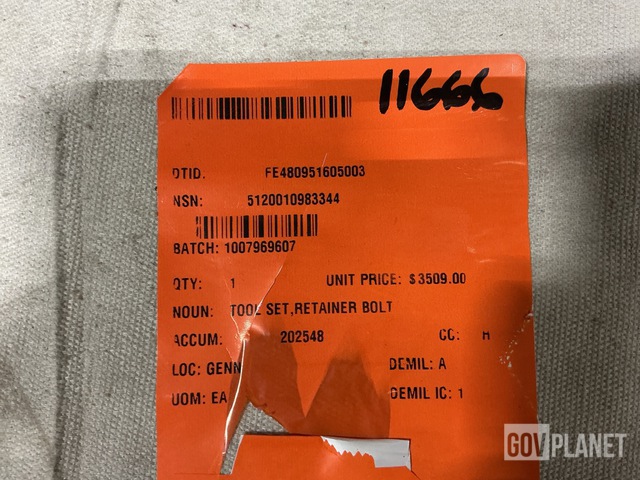 11666
DTID: FE480951605003
NSN: 5120010983344
BATCH: 1007969607
QTY: 1 UNIT PRICE: $3509.00
NOUN: TOOL SET,RETAINER BOLT
ACCUM: 202548 CC: H
LOC: GENN DEMIL: A
UOM: EA DEMIL IC: 1
GOVPLANET